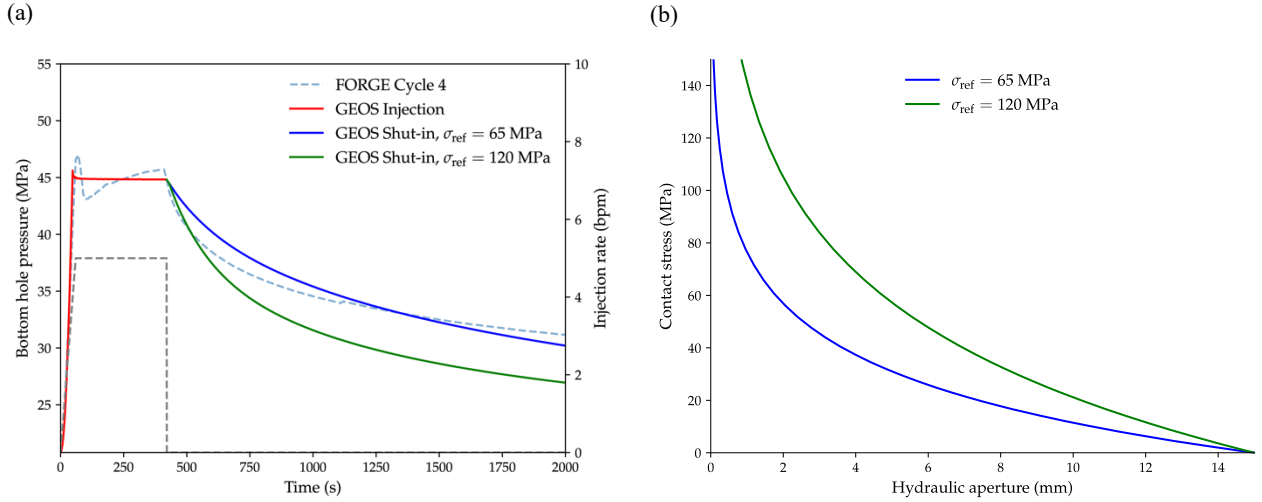 (a)
55
50
45
40
35
30
25
Bottom hole pressure (MPa)
0
250
500
750
1000
1250
1500
1750
2000
Time (s)
10
8
6
4
2
0
Injection rate (bpm)
FORGE Cycle 4
GEOS Injection
GEOS Shut-in, σref = 65 MPa
GEOS Shut-in, σref = 120 MPa
(b)
140
120
100
80
60
40
20
0
Contact stress (MPa)
0
2
4
6
8
10
12
14
Hydraulic aperture (mm)
σref = 65 MPa
σref = 120 MPa